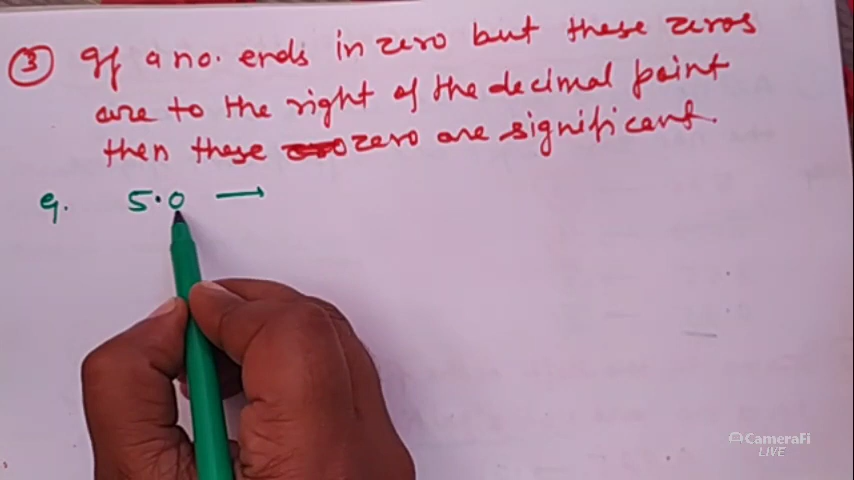 ③ If a no. ends in zero but these zeros
are to the right of the decimal point
then these zero are significant.
eg. 5.0 →
CameraFi
LIVE